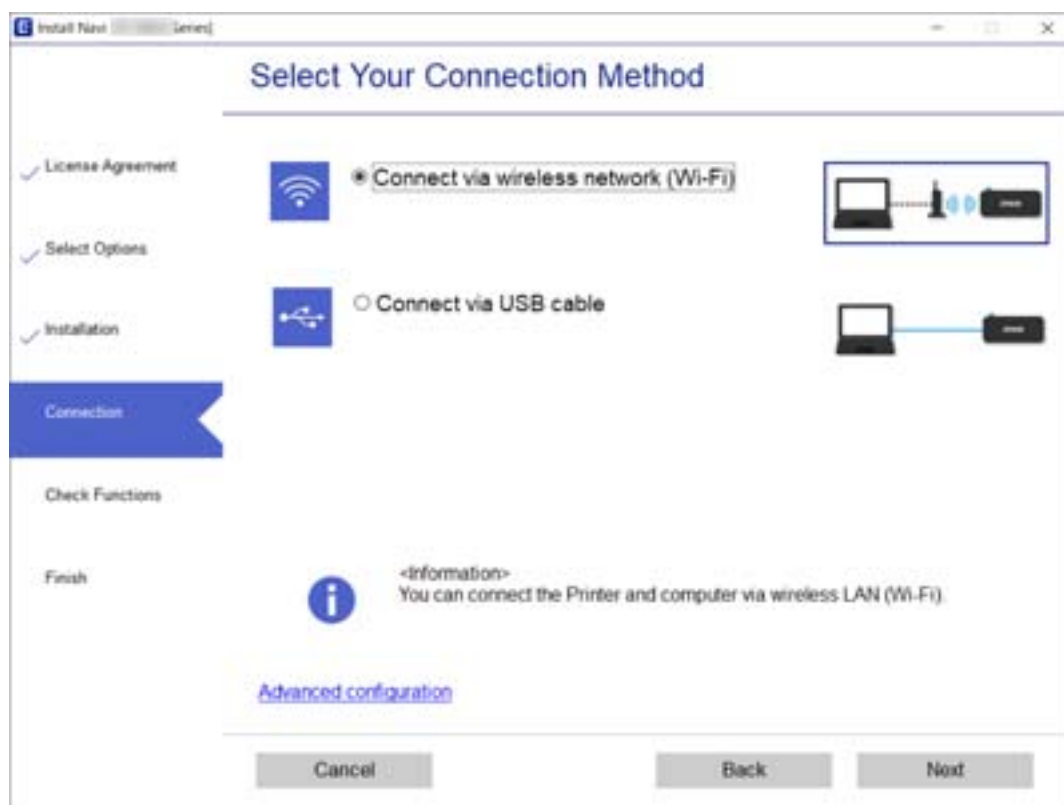 Install Navi Series]
Select Your Connection Method
License Agreement
Select Options
Installation
Connection
Check Functions
Finish
Connect via wireless network (Wi-Fi)
Connect via USB cable
<Information>
You can connect the Printer and computer via wireless LAN (Wi-Fi).
Advanced configuration
Cancel
Back
Next